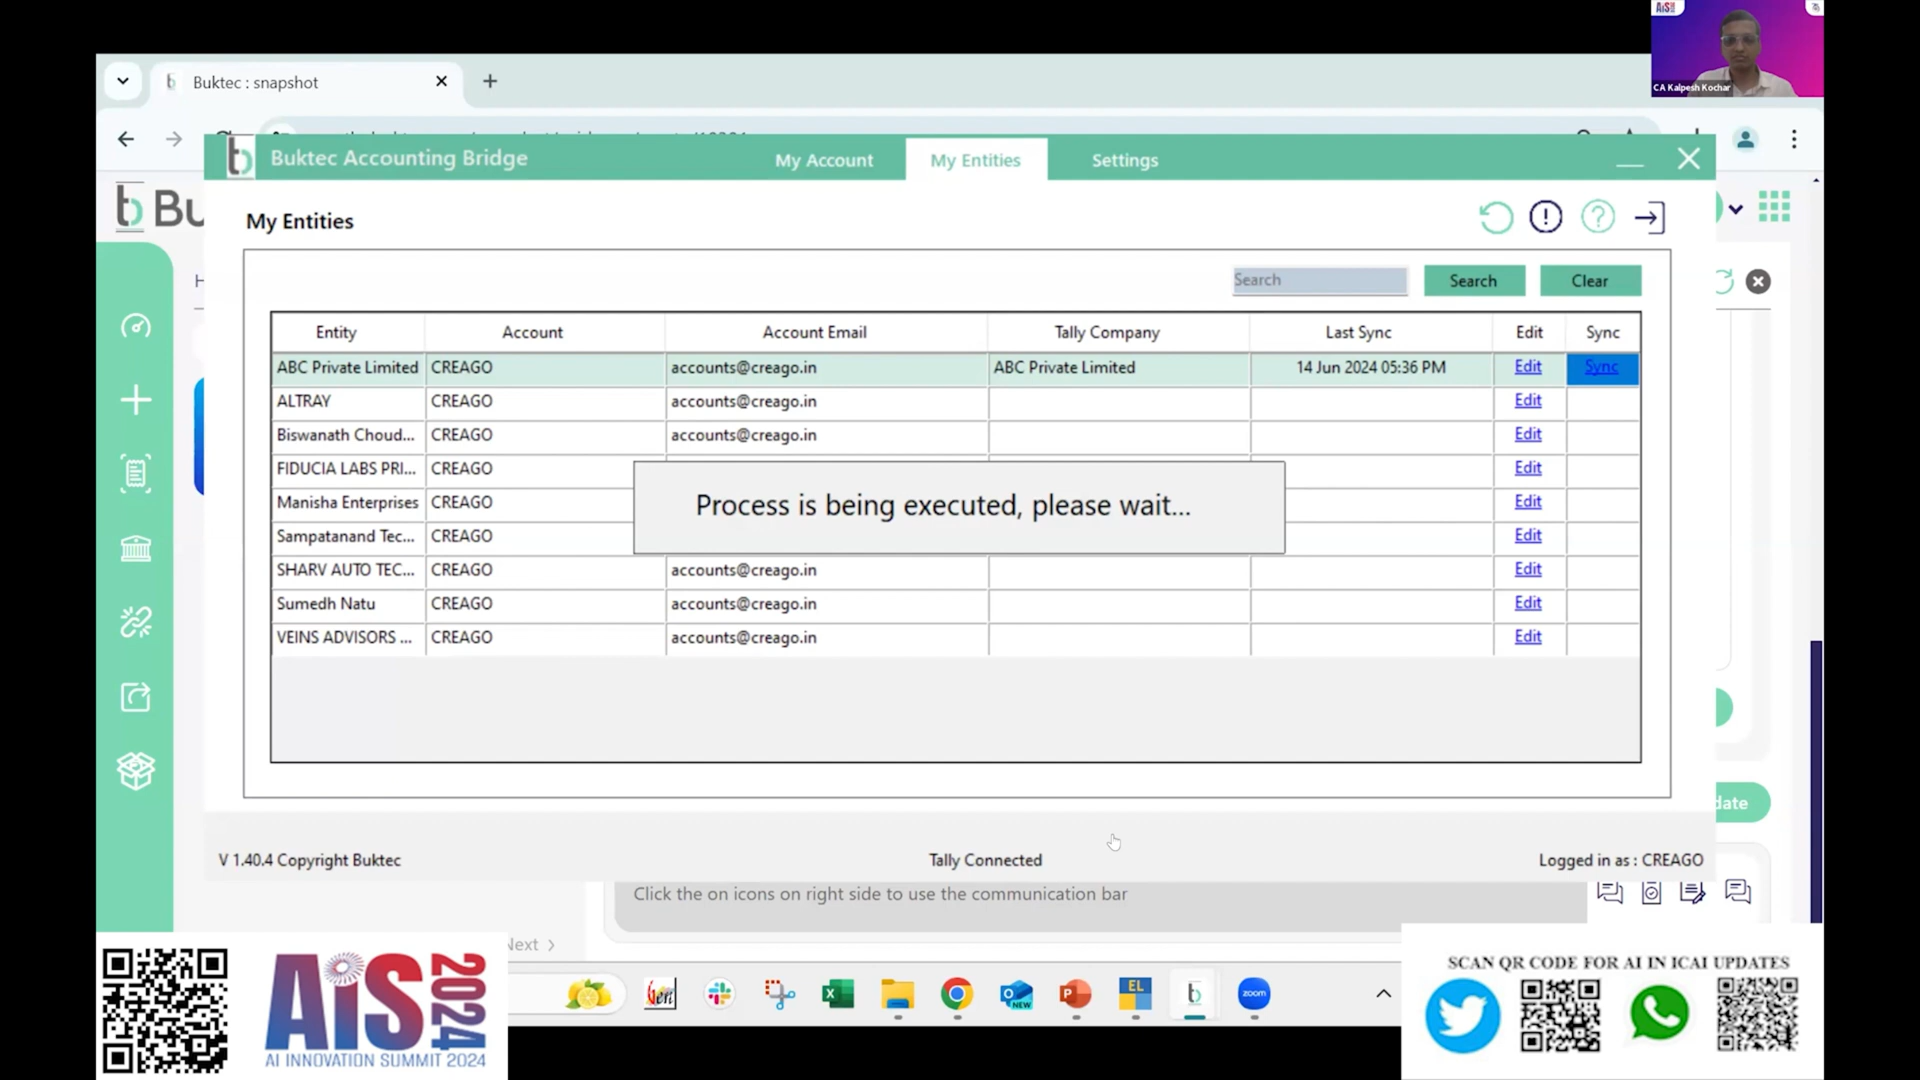 AiS
CA Kalpesh Kochar
Buktec : snapshot
Bu
Buktec Accounting Bridge
My Account
My Entities
Settings
My Entities
Search
Search
Clear
Entity Account Account Email Tally Company Last Sync Edit Sync
ABC Private Limited CREAGO accounts@creago.in ABC Private Limited 14 Jun 2024 05:36 PM Edit Sync
ALTRAY CREAGO accounts@creago.in Edit
Biswanath Choud... CREAGO accounts@creago.in Edit
FIDUCIA LABS PRI... CREAGO Edit
Manisha Enterprises CREAGO Edit
Sampatanand Tec... CREAGO Edit
SHARV AUTO TEC... CREAGO accounts@creago.in Edit
Sumedh Natu CREAGO accounts@creago.in Edit
VEINS ADVISORS ... CREAGO accounts@creago.in Edit
Process is being executed, please wait...
date
V 1.40.4 Copyright Buktec
Tally Connected
Logged in as : CREAGO
Click the on icons on right side to use the communication bar
Next >
AiS 2024
AI INNOVATION SUMMIT 2024
NEW
EL
zoom
SCAN QR CODE FOR AI IN ICAI UPDATES